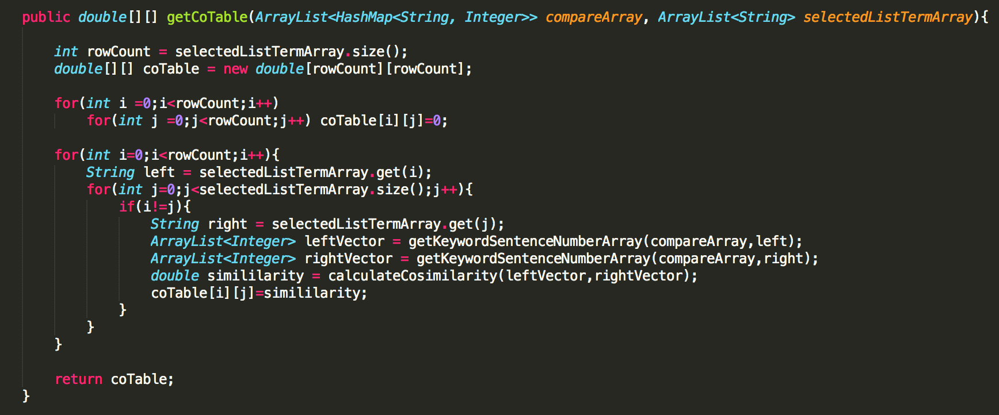 public double[][] getCoTable(ArrayList<HashMap<String, Integer>> compareArray, ArrayList<String> selectedListTermArray){
int rowCount = selectedListTermArray.size();
double[][] coTable = new double[rowCount][rowCount];
for(int i =0;i<rowCount;i++)
for(int j =0;j<rowCount;j++) coTable[i][j]=0;
for(int i=0;i<rowCount;i++){
String left = selectedListTermArray.get(i);
for(int j=0;j<selectedListTermArray.size();j++){
if(i!=j){
String right = selectedListTermArray.get(j);
ArrayList<Integer> leftVector = getKeywordSentenceNumberArray(compareArray,left);
ArrayList<Integer> rightVector = getKeywordSentenceNumberArray(compareArray,right);
double simililarity = calculateCosimilarity(leftVector,rightVector);
coTable[i][j]=simililarity;
}
}
}
return coTable;
}